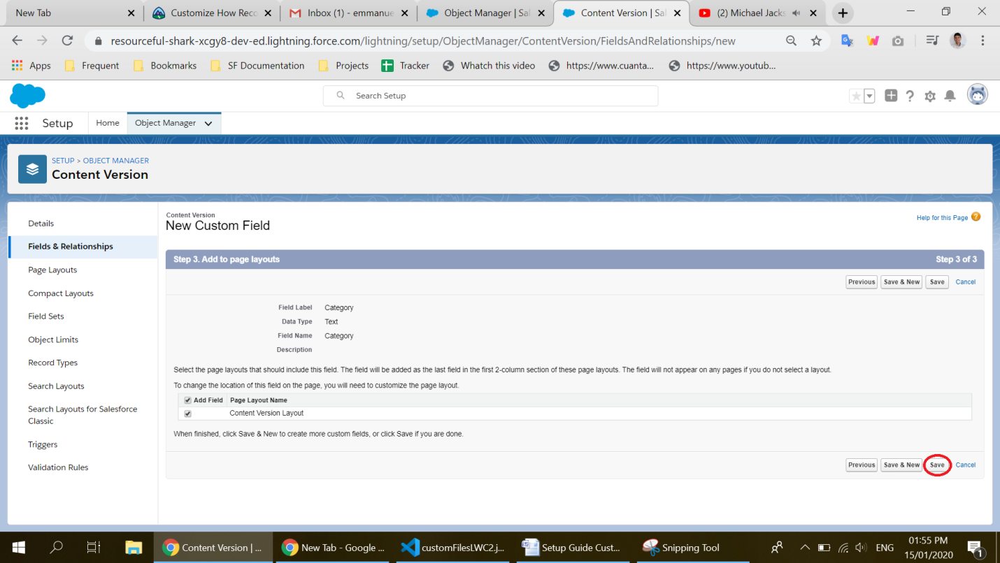 New Tab
Customize How Reco
Inbox (1) - emmanue
Object Manager | Sal
Content Version | Sal
(2) Michael Jacks
resourceful-shark-xcgy8-dev-ed.lightning.force.com/lightning/setup/ObjectManager/ContentVersion/FieldsAndRelationships/new
Apps
Frequent
Bookmarks
SF Documentation
Projects
Tracker
Whatch this video
https://www.cuanta...
https://www.youtub...
Search Setup
Setup
Home
Object Manager
SETUP > OBJECT MANAGER
Content Version
Details
Fields & Relationships
Page Layouts
Compact Layouts
Field Sets
Object Limits
Record Types
Search Layouts
Search Layouts for Salesforce
Classic
Triggers
Validation Rules
Content Version
New Custom Field
Help for this Page ?
Step 3. Add to page layouts
Step 3 of 3
Previous
Save & New
Save
Cancel
Field Label Category
Data Type Text
Field Name Category
Description
Select the page layouts that should include this field. The field will be added as the last field in the first 2-column section of these page layouts. The field will not appear on any pages if you do not select a layout.
To change the location of this field on the page, you will need to customize the page layout.
Add Field Page Layout Name
Content Version Layout
When finished, click Save & New to create more custom fields, or click Save if you are done.
Previous
Save & New
Save
Cancel
Content Version | ...
New Tab - Google ...
customFilesLWC2.j...
Setup Guide Cust...
Snipping Tool
ENG
01:55 PM
15/01/2020
1